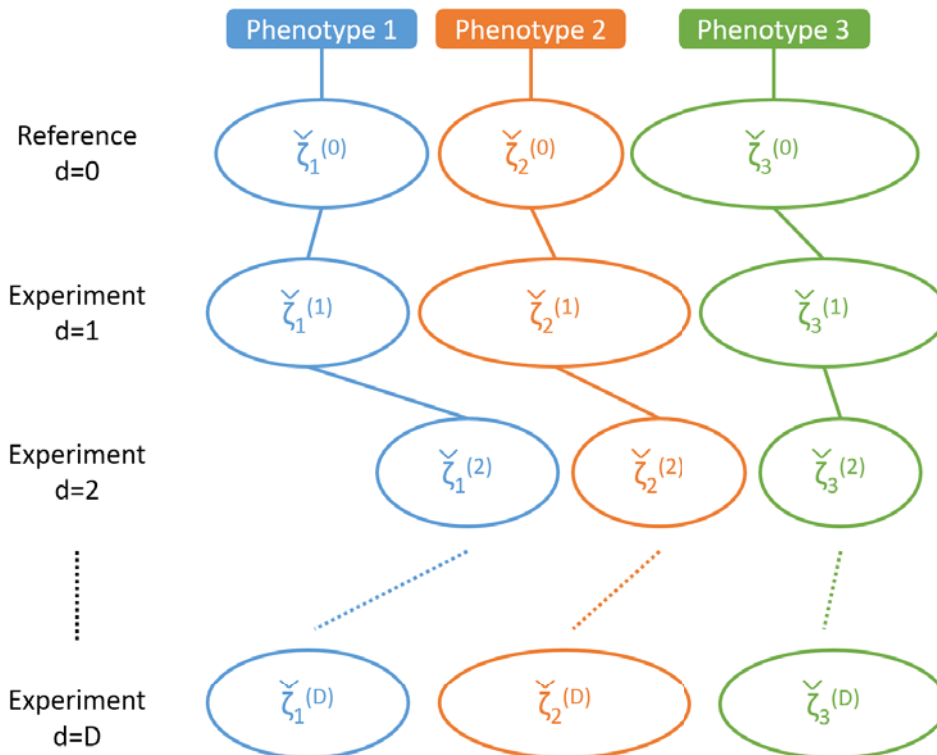 Phenotype 1 Phenotype 2 Phenotype 3
Reference
d=0
ζ̌₁⁽⁰⁾ ζ̌₂⁽⁰⁾ ζ̌₃⁽⁰⁾
Experiment
d=1
ζ̌₁⁽¹⁾ ζ̌₂⁽¹⁾ ζ̌₃⁽¹⁾
Experiment
d=2
ζ̌₁⁽²⁾ ζ̌₂⁽²⁾ ζ̌₃⁽²⁾
Experiment
d=D
ζ̌₁⁽ᴰ⁾ ζ̌₂⁽ᴰ⁾ ζ̌₃⁽ᴰ⁾